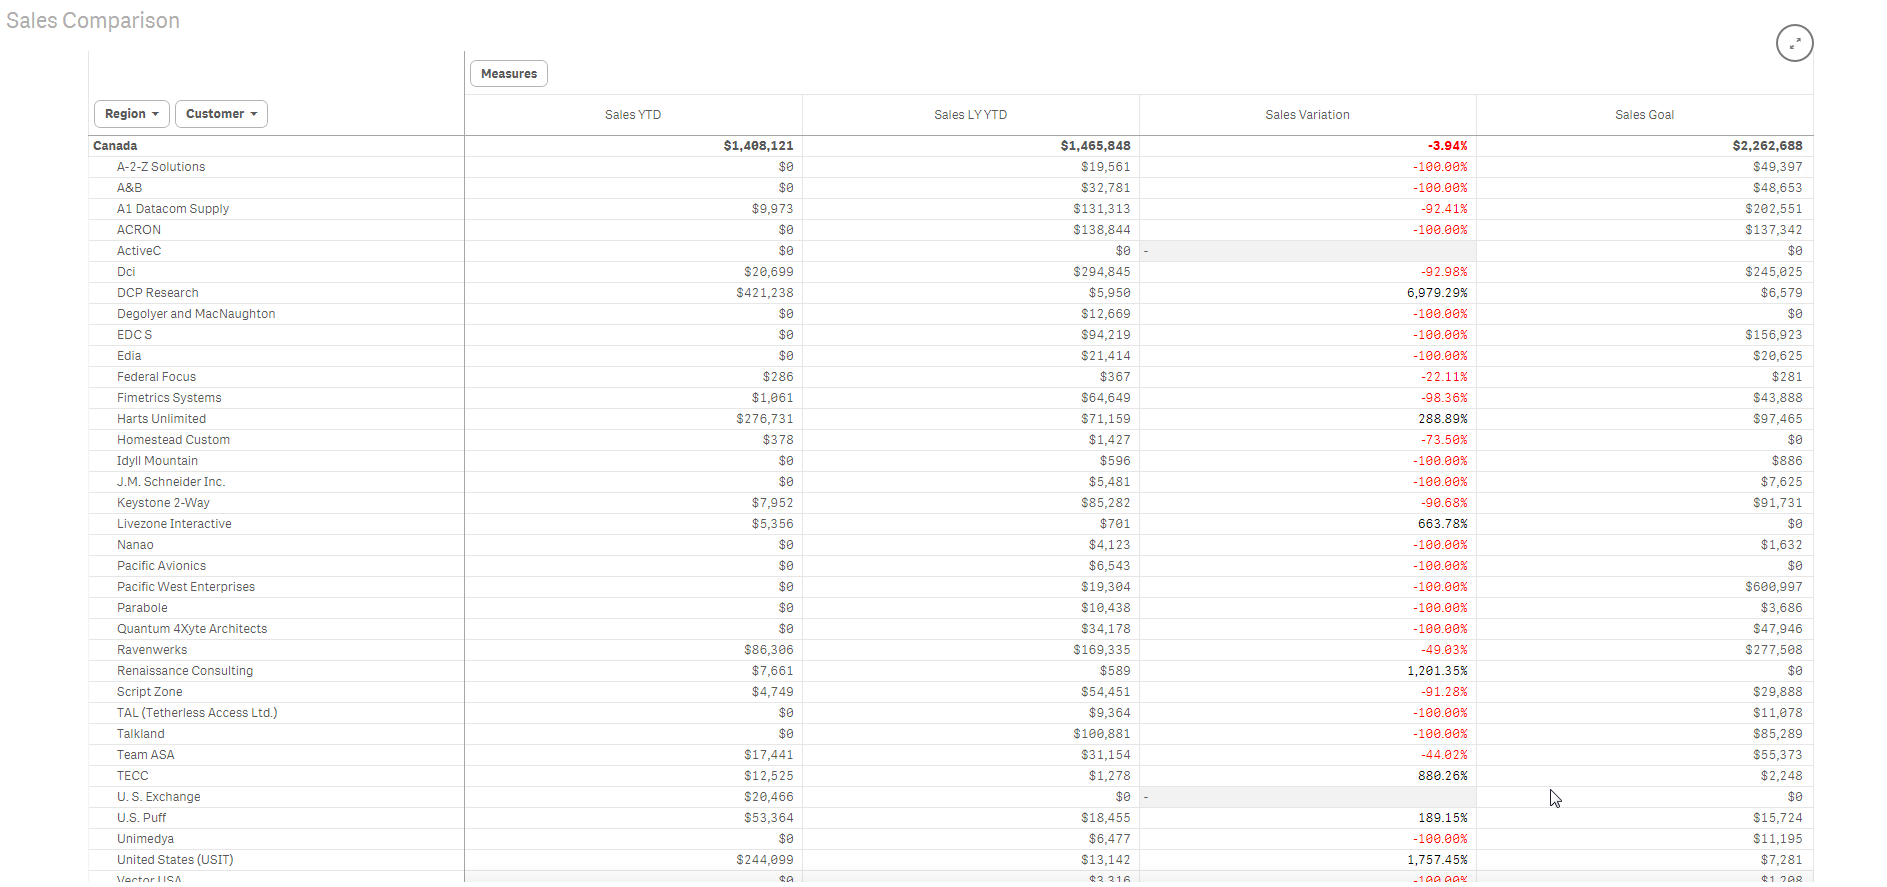 Sales Comparison
Measures
Region Customer Sales YTD Sales LY YTD Sales Variation Sales Goal
Canada $1,408,121 $1,465,848 -3.94% $2,262,688
A-2-Z Solutions $0 $19,561 -100.00% $49,397
A&B $0 $32,781 -100.00% $48,653
A1 Datacom Supply $9,973 $131,313 -92.41% $202,551
ACRON $0 $138,844 -100.00% $137,342
ActiveC $0 $0 - $0
Dci $20,699 $294,845 -92.98% $245,025
DCP Research $421,238 $5,950 6,979.29% $6,579
Degolyer and MacNaughton $0 $12,669 -100.00% $0
EDC S $0 $94,219 -100.00% $156,923
Edia $0 $21,414 -100.00% $20,625
Federal Focus $286 $367 -22.11% $281
Fimetrics Systems $1,061 $64,649 -98.36% $43,888
Harts Unlimited $276,731 $71,159 288.89% $97,465
Homestead Custom $378 $1,427 -73.50% $0
Idyll Mountain $0 $596 -100.00% $886
J.M. Schneider Inc. $0 $5,481 -100.00% $7,625
Keystone 2-Way $7,952 $85,282 -90.68% $91,731
Livezone Interactive $5,356 $701 663.78% $0
Nanao $0 $4,123 -100.00% $1,632
Pacific Avionics $0 $6,543 -100.00% $0
Pacific West Enterprises $0 $19,304 -100.00% $600,997
Parabole $0 $10,438 -100.00% $3,686
Quantum 4Xyte Architects $0 $34,178 -100.00% $47,946
Ravenwerks $86,306 $169,335 -49.03% $277,508
Renaissance Consulting $7,661 $589 1,201.35% $0
Script Zone $4,749 $54,451 -91.28% $29,888
TAL (Tetherless Access Ltd.) $0 $9,364 -100.00% $11,078
Talkland $0 $100,881 -100.00% $85,289
Team ASA $17,441 $31,154 -44.02% $55,373
TECC $12,525 $1,278 880.26% $2,248
U. S. Exchange $20,466 $0 - $0
U.S. Puff $53,364 $18,455 189.15% $15,724
Unimedya $0 $6,477 -100.00% $11,195
United States (USIT) $244,099 $13,142 1,757.45% $7,281
Vector USA $0 $3,316 -100.00% $1,208